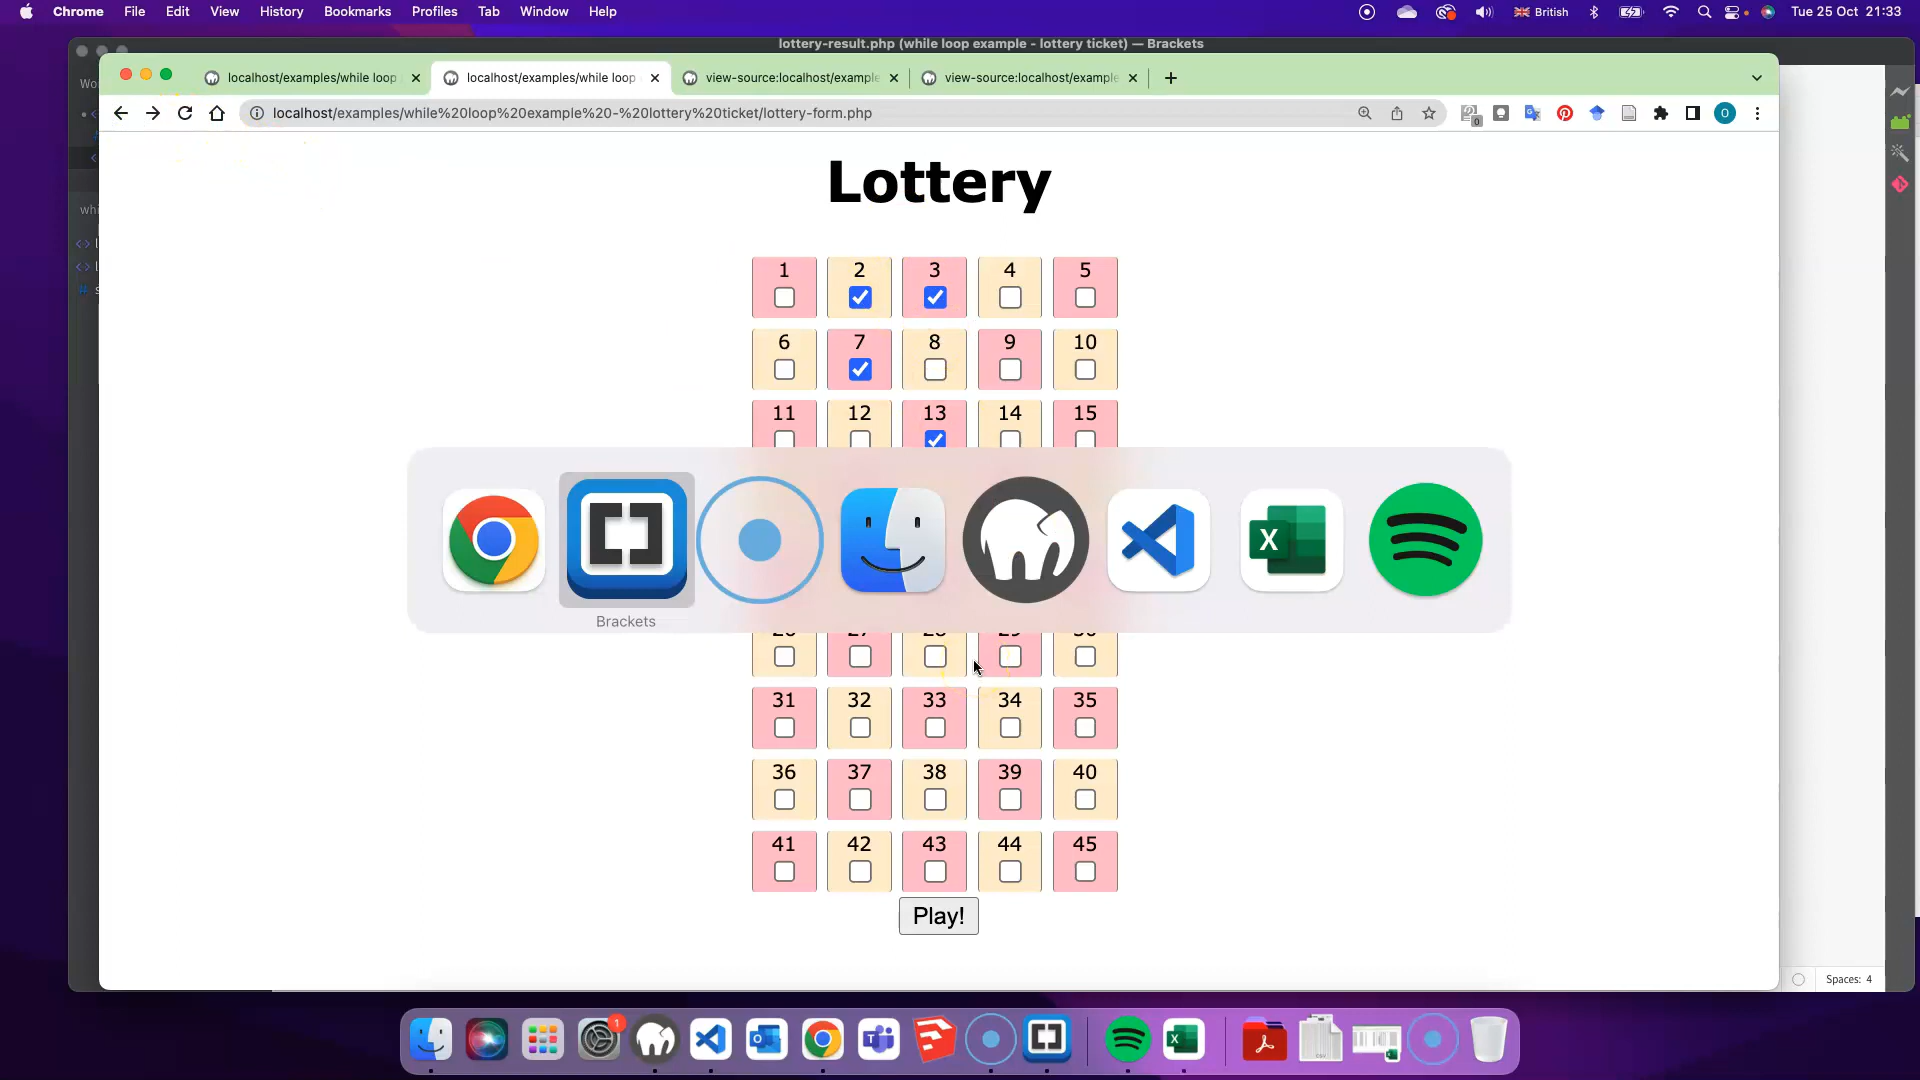 Chrome File Edit View History Bookmarks Profiles Tab Window Help
British Tue 25 Oct 21:33
lottery-result.php (while loop example - lottery ticket) — Brackets
localhost/examples/while loop
localhost/examples/while loop
view-source:localhost/example
view-source:localhost/example
localhost/examples/while%20loop%20example%20-%20lottery%20ticket/lottery-form.php
0
O
Lottery
1 2 3 4 5
6 7 8 9 10
11 12 13 14 15
Brackets
31 32 33 34 35
36 37 38 39 40
41 42 43 44 45
Play!
Spaces: 4
1